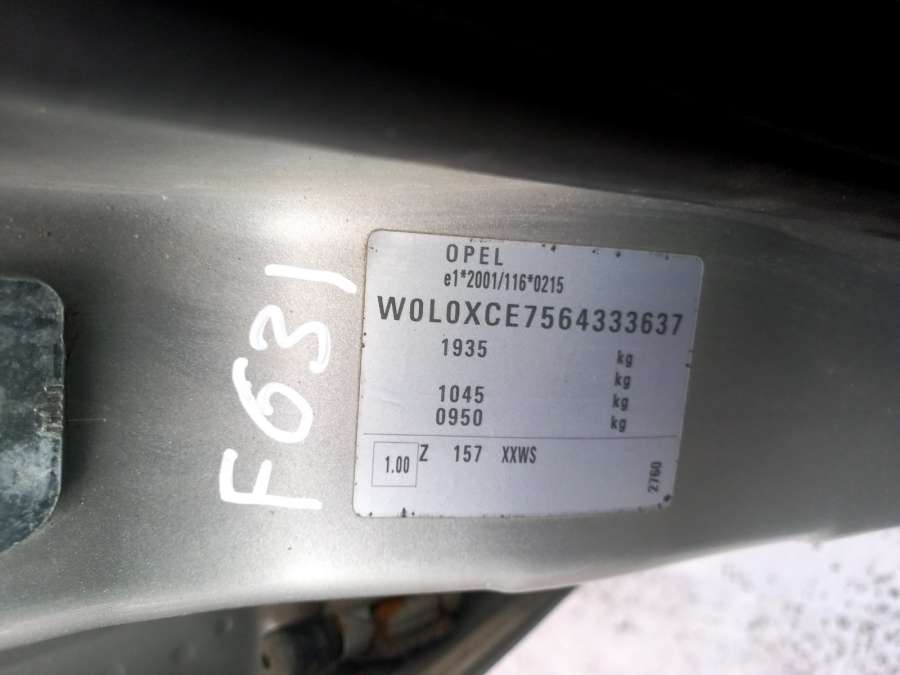 OPEL
e1*2001/116*0215
W0L0XCE7564333637
1935 kg
kg
1045 kg
0950 kg
1.00 Z 157 XXWS
2760
F631